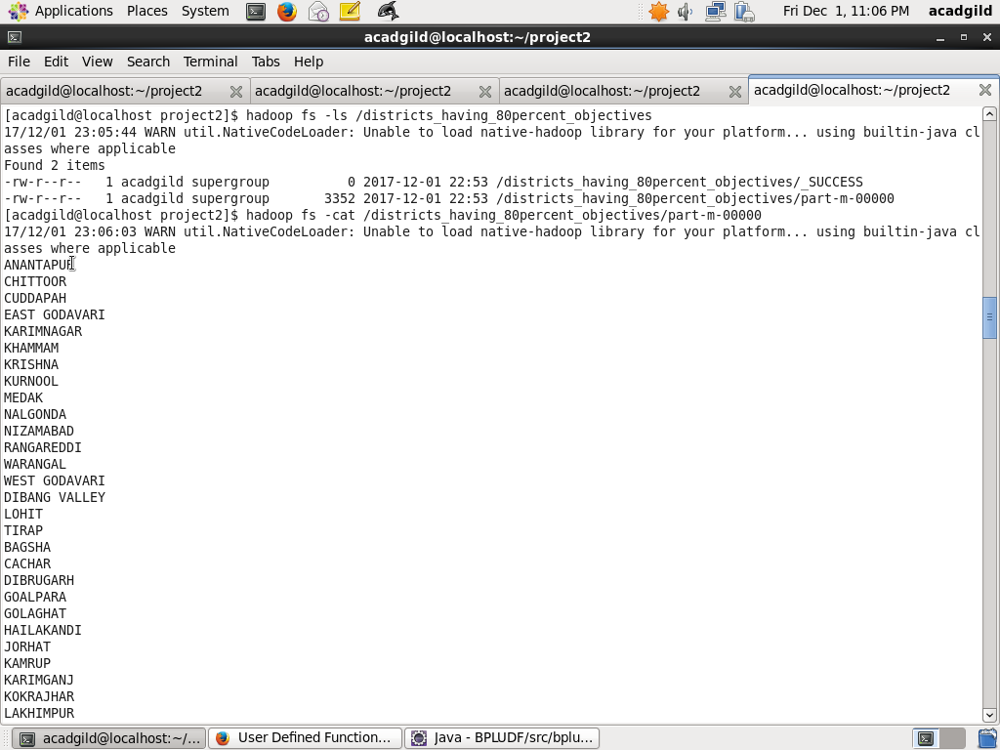 Applications Places System Fri Dec 1, 11:06 PM acadgild
acadgild@localhost:~/project2
File Edit View Search Terminal Tabs Help
acadgild@localhost:~/project2 acadgild@localhost:~/project2 acadgild@localhost:~/project2 acadgild@localhost:~/project2
[acadgild@localhost project2]$ hadoop fs -ls /districts_having_80percent_objectives
17/12/01 23:05:44 WARN util.NativeCodeLoader: Unable to load native-hadoop library for your platform... using builtin-java cl
asses where applicable
Found 2 items
-rw-r--r--   1 acadgild supergroup          0 2017-12-01 22:53 /districts_having_80percent_objectives/_SUCCESS
-rw-r--r--   1 acadgild supergroup       3352 2017-12-01 22:53 /districts_having_80percent_objectives/part-m-00000
[acadgild@localhost project2]$ hadoop fs -cat /districts_having_80percent_objectives/part-m-00000
17/12/01 23:06:03 WARN util.NativeCodeLoader: Unable to load native-hadoop library for your platform... using builtin-java cl
asses where applicable
ANANTAPUR
CHITTOOR
CUDDAPAH
EAST GODAVARI
KARIMNAGAR
KHAMMAM
KRISHNA
KURNOOL
MEDAK
NALGONDA
NIZAMABAD
RANGAREDDI
WARANGAL
WEST GODAVARI
DIBANG VALLEY
LOHIT
TIRAP
BAGSHA
CACHAR
DIBRUGARH
GOALPARA
GOLAGHAT
HAILAKANDI
JORHAT
KAMRUP
KARIMGANJ
KOKRAJHAR
LAKHIMPUR
acadgild@localhost:~/... User Defined Function... Java - BPLUDF/src/bplu...